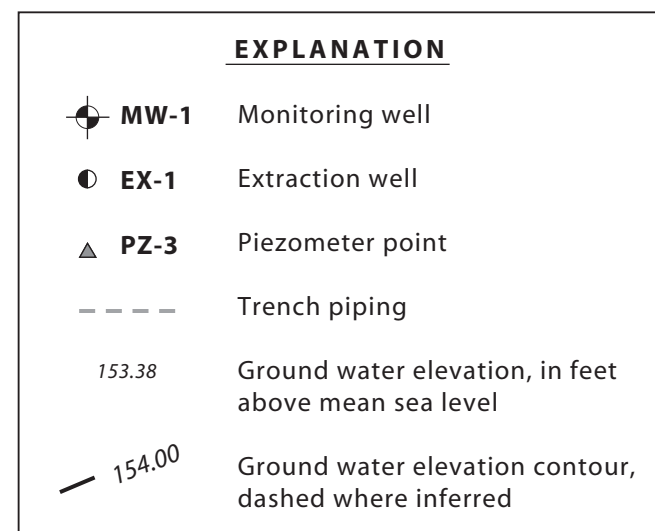 EXPLANATION
MW-1 Monitoring well
EX-1 Extraction well
PZ-3 Piezometer point
Trench piping
153.38 Ground water elevation, in feet
above mean sea level
154.00 Ground water elevation contour,
dashed where inferred